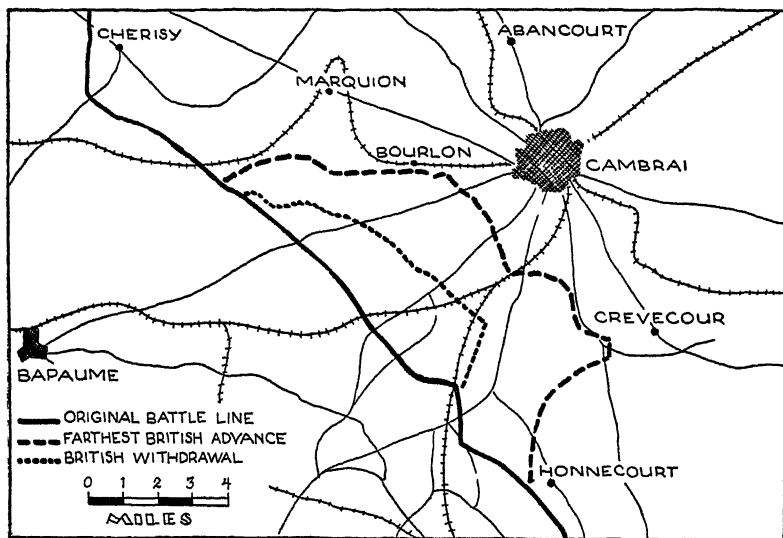 CHERISY
ABANCOURT
MARQUION
BOURLON
CAMBRAI
CREVECOUR
BAPAUME
ORIGINAL BATTLE LINE
FARTHEST BRITISH ADVANCE
BRITISH WITHDRAWAL
HONNECOURT
0 1 2 3 4
MILES